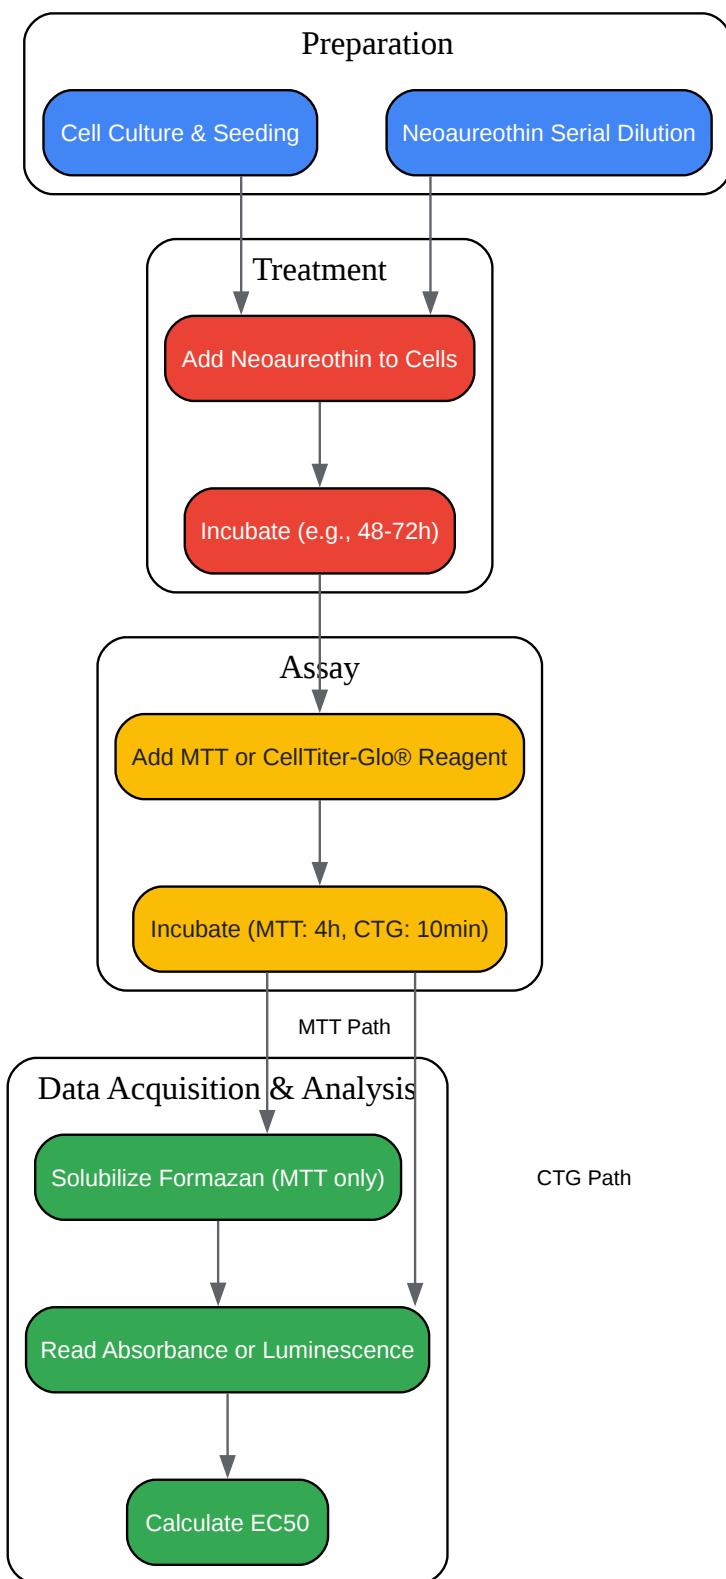 Preparation
Cell Culture & Seeding
Neoaureothin Serial Dilution
Treatment
Add Neoaureothin to Cells
Incubate (e.g., 48-72h)
Assay
Add MTT or CellTiter-Glo® Reagent
Incubate (MTT: 4h, CTG: 10min)
MTT Path
Data Acquisition & Analysis
Solubilize Formazan (MTT only)
CTG Path
Read Absorbance or Luminescence
Calculate EC50